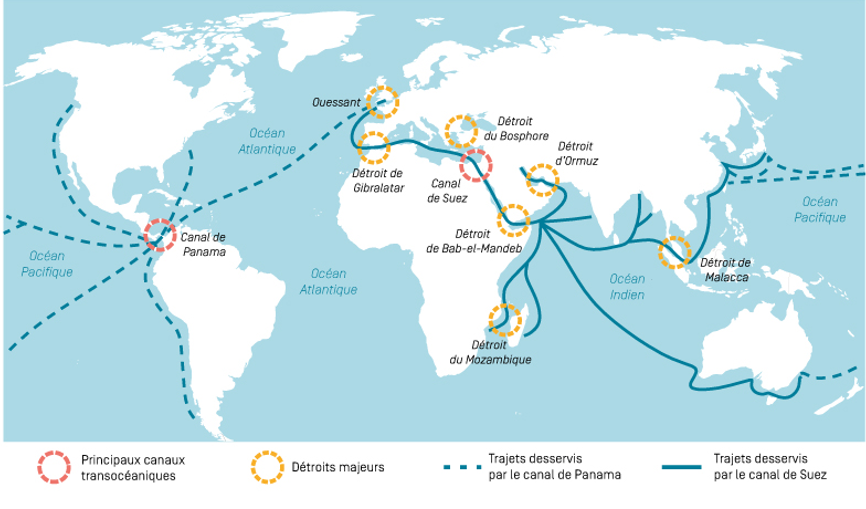 Ouessant
Océan
Atlantique
Détroit
du Bosphore
Détroit
d'Ormuz
Détroit de
Gibralatar
Canal
de Suez
Océan
Pacifique
Canal de
Panama
Détroit
de Bab-el-Mandeb
Océan
Pacifique
Océan
Atlantique
Océan
Indien
Détroit de
Malacca
Détroit
du Mozambique
Principaux canaux
transocéaniques
Détroits majeurs
Trajets desservis
par le canal de Panama
Trajets desservis
par le canal de Suez